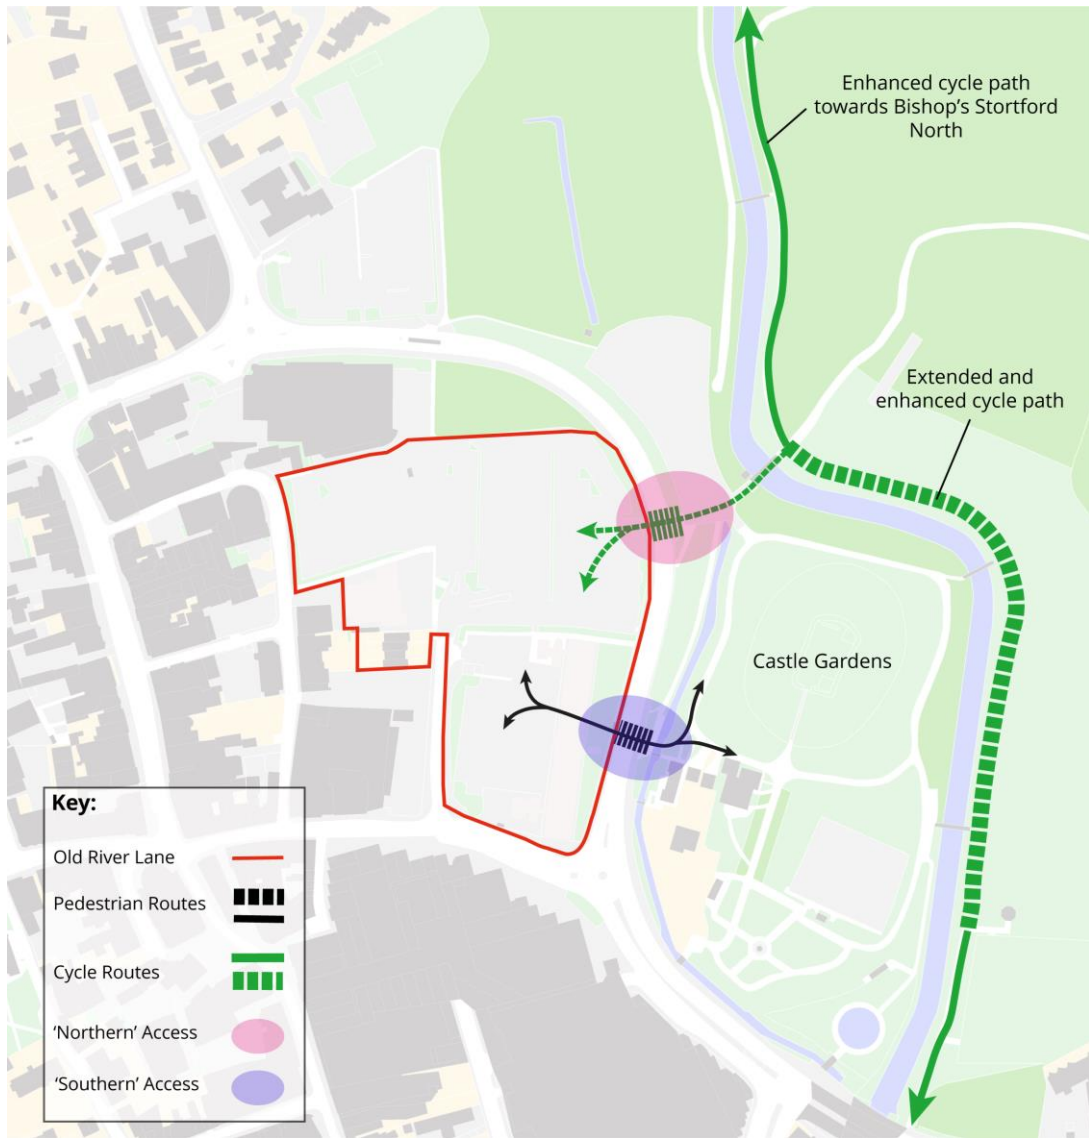 Enhanced cycle path
towards Bishop's Stortford
North
Extended and
enhanced cycle path
Castle Gardens
Key:
Old River Lane
Pedestrian Routes
Cycle Routes
‘Northern’ Access
‘Southern’ Access